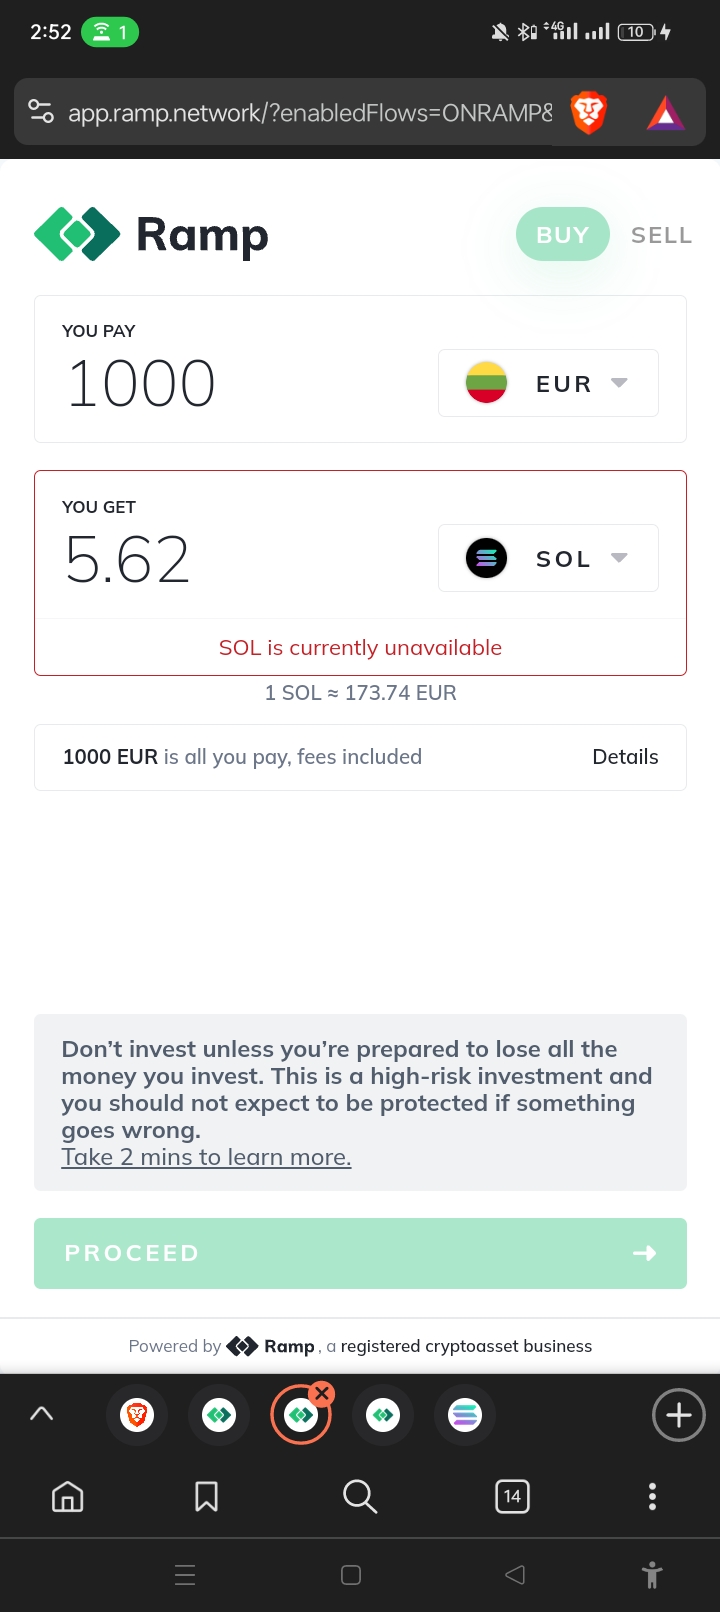 2:52
1
4G
10
app.ramp.network/?enabledFlows=ONRAMP&
Ramp
BUY
SELL
YOU PAY
1000
EUR
YOU GET
5.62
SOL
SOL is currently unavailable
1 SOL ≈ 173.74 EUR
1000 EUR is all you pay, fees included
Details
Don’t invest unless you’re prepared to lose all the
money you invest. This is a high-risk investment and
you should not expect to be protected if something
goes wrong.
Take 2 mins to learn more.
PROCEED
Powered by Ramp, a registered cryptoasset business
14